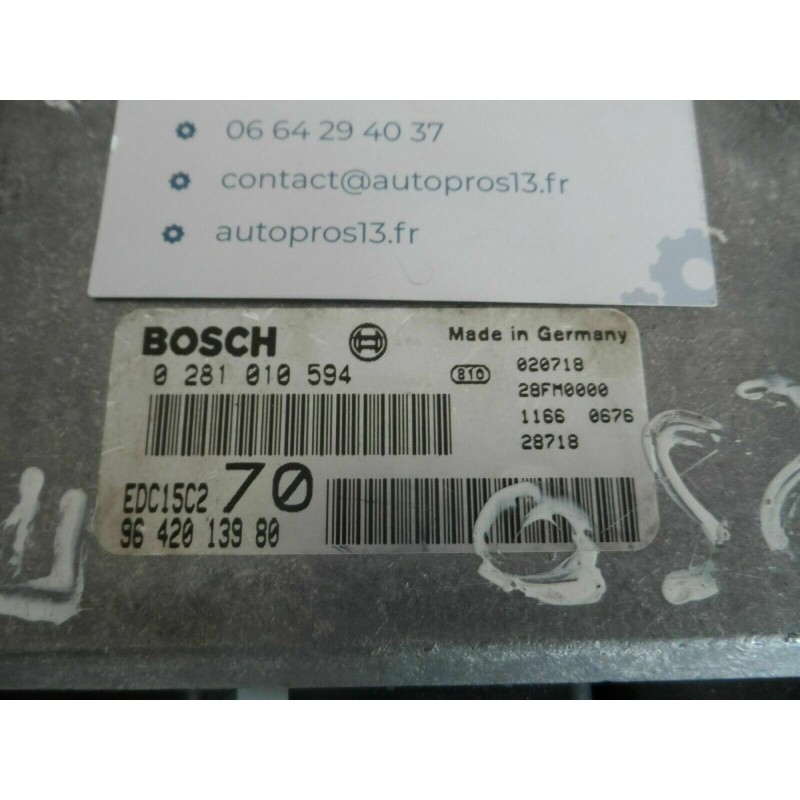 06 64 29 40 37
contact@autopros13.fr
autopros13.fr
BOSCH
Made in Germany
0 281 010 594
810
020718
28FM0000
1166 0676
28718
EDC15C2 70
96 420 139 80